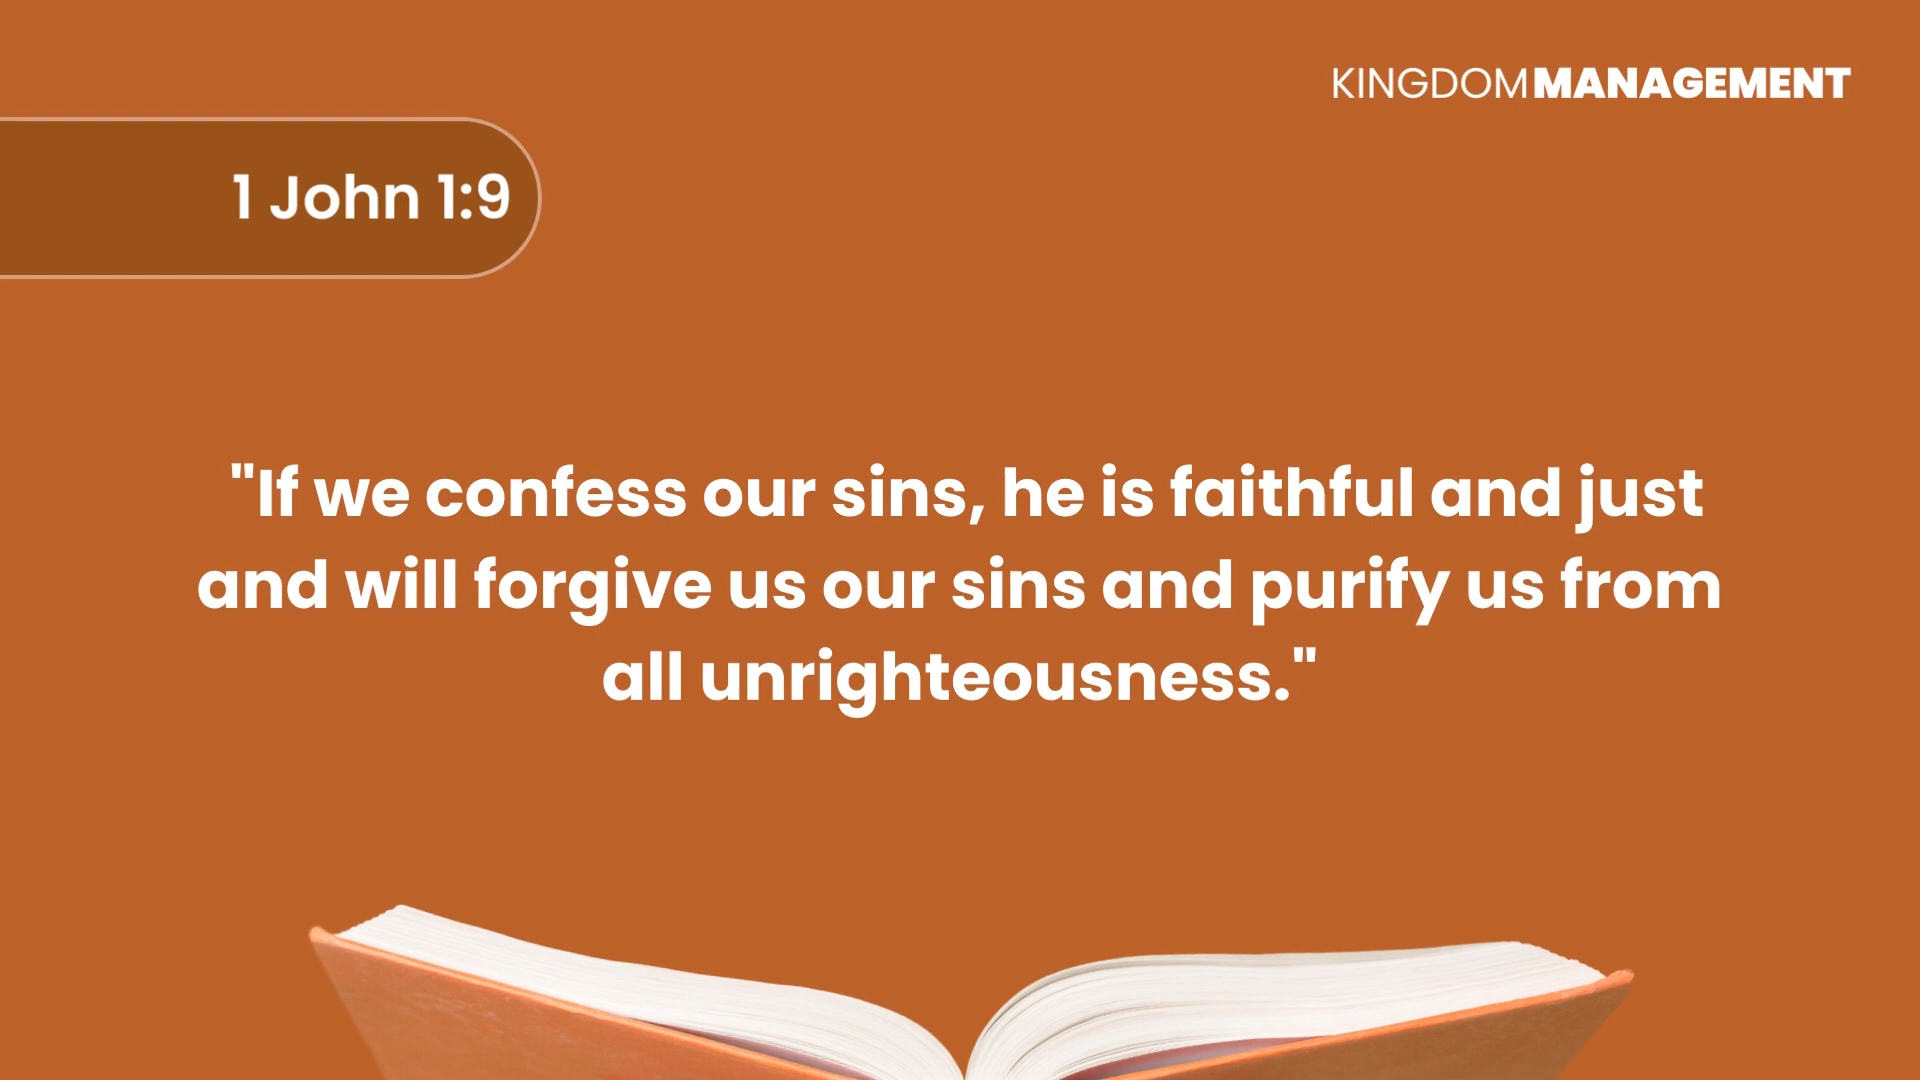 KINGDOMMANAGEMENT
1 John 1:9
"If we confess our sins, he is faithful and just
and will forgive us our sins and purify us from
all unrighteousness."